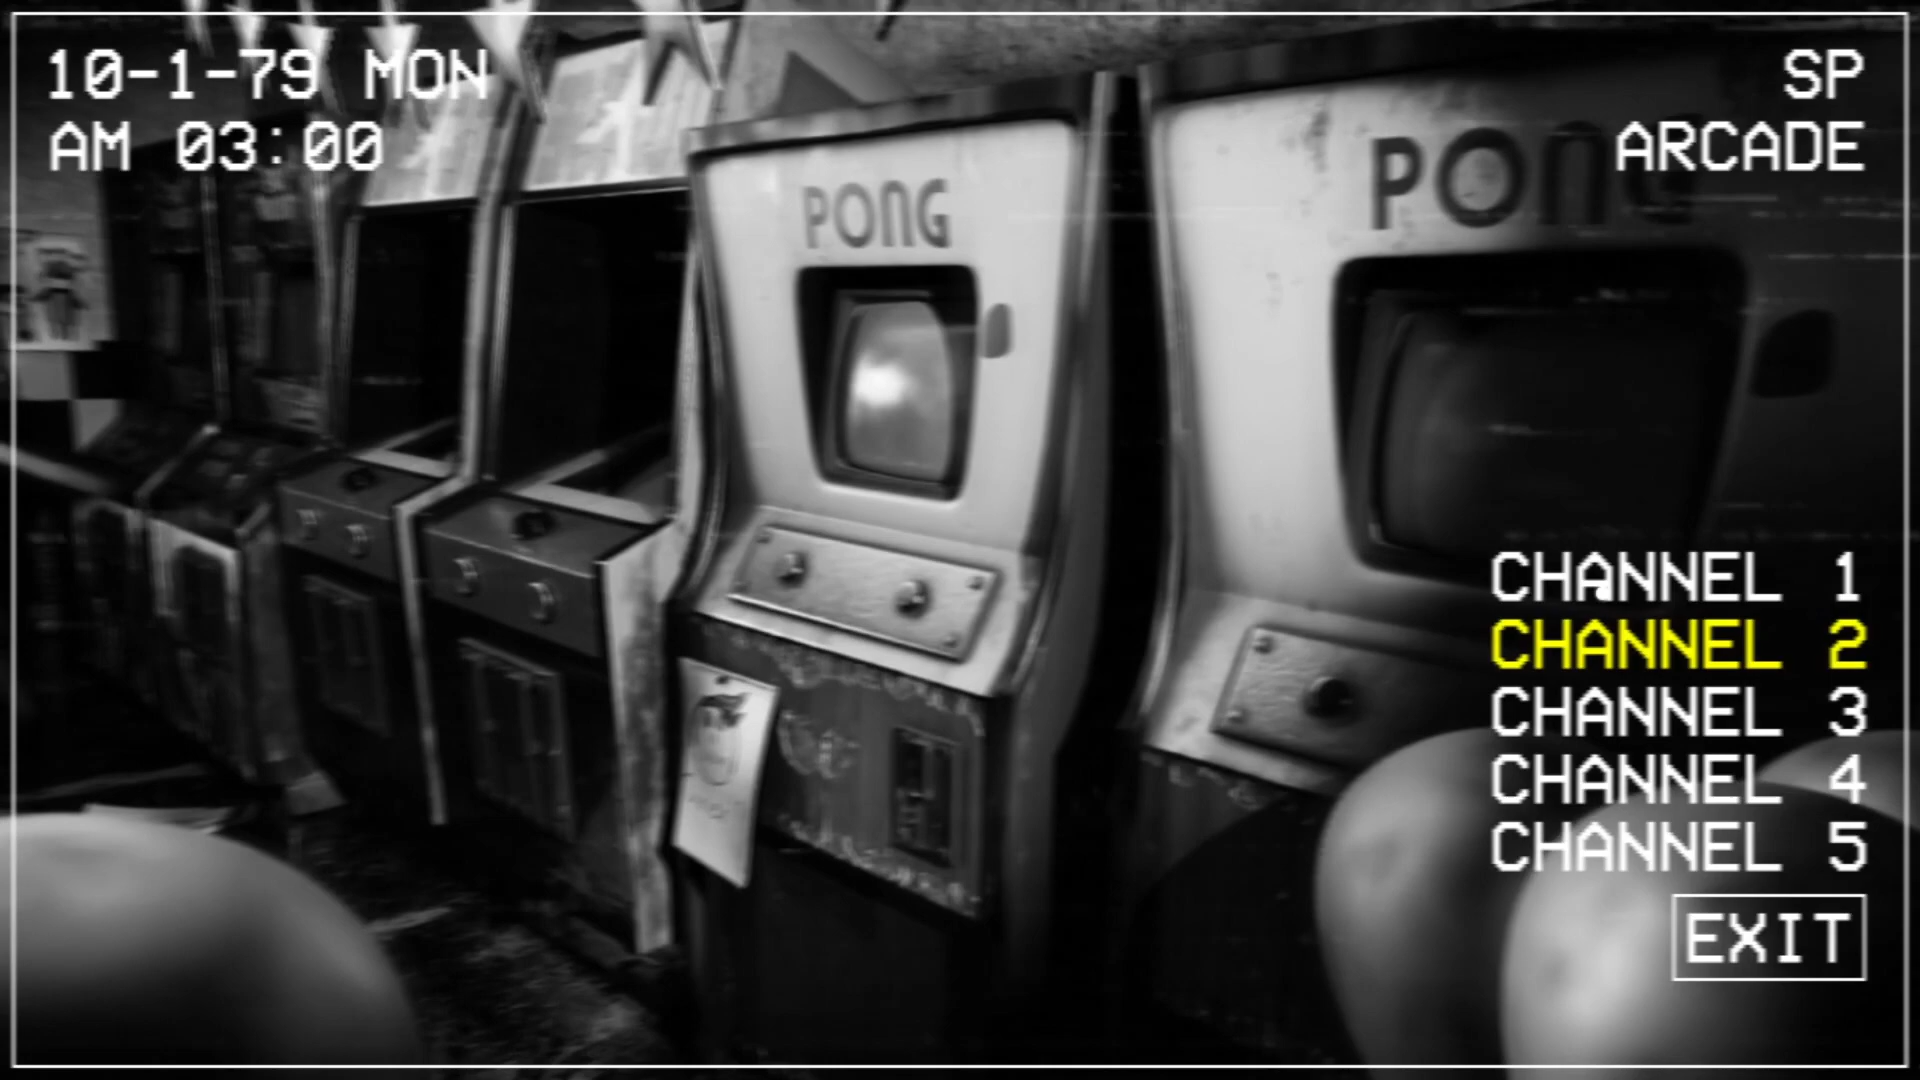 10-1-79 MON
AM 03:00
SP
ARCADE
PONG
PONG
CHANNEL 1
CHANNEL 2
CHANNEL 3
CHANNEL 4
CHANNEL 5
EXIT